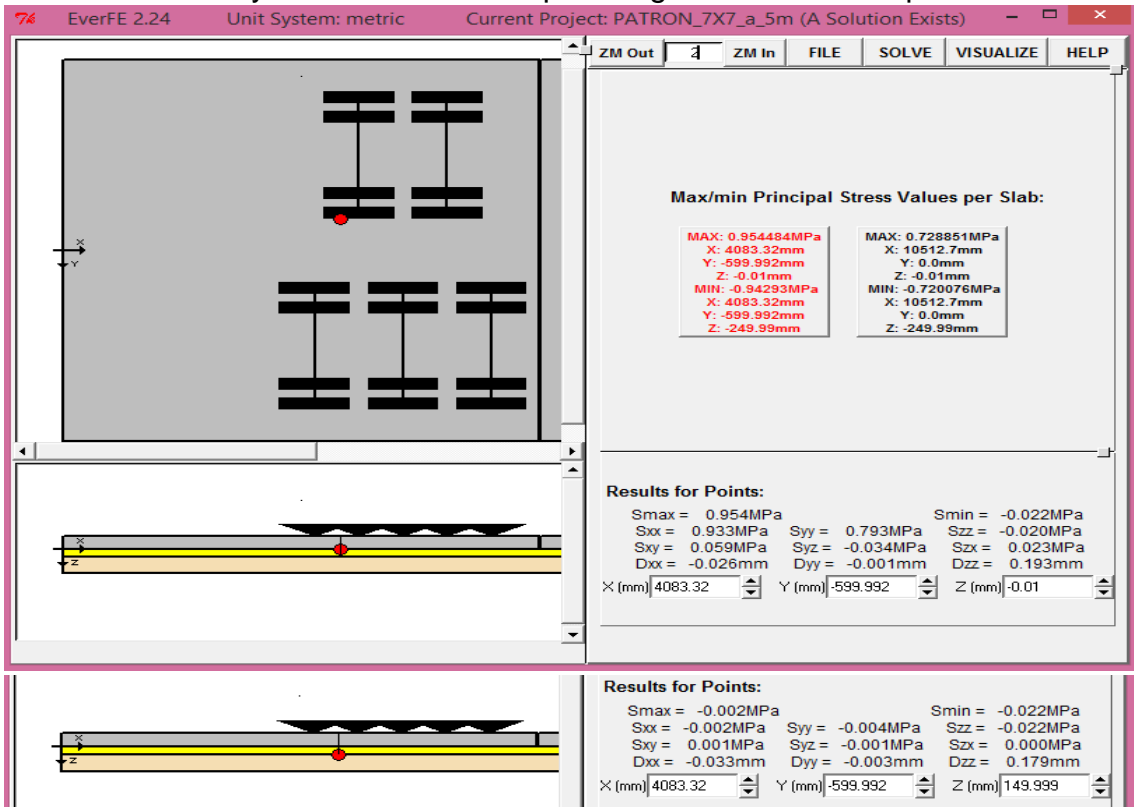 EverFE 2.24 Unit System: metric Current Project: PATRON_7X7_a_5m (A Solution Exists)
ZM Out 2 ZM In FILE SOLVE VISUALIZE HELP
X
Y
Max/min Principal Stress Values per Slab:
MAX: 0.954484MPa
X: 4083.32mm
Y: -599.992mm
Z: -0.01mm
MIN: -0.94293MPa
X: 4083.32mm
Y: -599.992mm
Z: -249.99mm
MAX: 0.728851MPa
X: 10512.7mm
Y: 0.0mm
Z: -0.01mm
MIN: -0.720076MPa
X: 10512.7mm
Y: 0.0mm
Z: -249.99mm
X
Z
Results for Points:
Smax = 0.954MPa Smin = -0.022MPa
Sxx = 0.933MPa Syy = 0.793MPa Szz = -0.020MPa
Sxy = 0.059MPa Syz = -0.034MPa Szx = 0.023MPa
Dxx = -0.026mm Dyy = -0.001mm Dzz = 0.193mm
X (mm) 4083.32 Y (mm) -599.992 Z (mm) -0.01
X
Z
Results for Points:
Smax = -0.002MPa Smin = -0.022MPa
Sxx = -0.002MPa Syy = -0.004MPa Szz = -0.022MPa
Sxy = 0.001MPa Syz = -0.001MPa Szx = 0.000MPa
Dxx = -0.033mm Dyy = -0.003mm Dzz = 0.179mm
X (mm) 4083.32 Y (mm) -599.992 Z (mm) 149.999